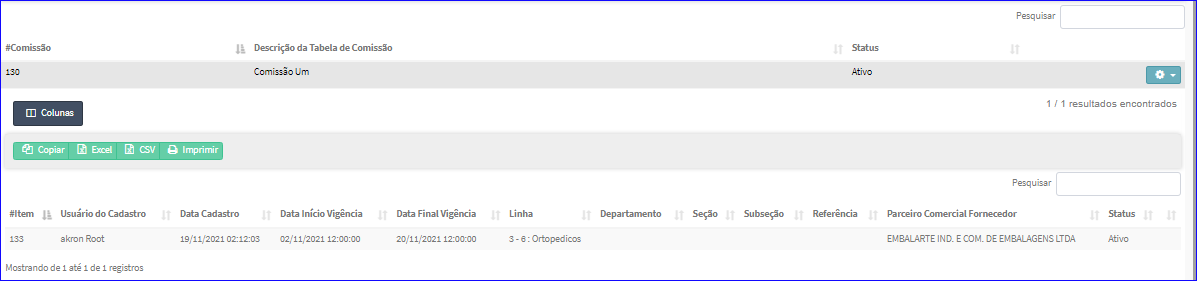 Pesquisar
#Comissão Descrição da Tabela de Comissão Status
130 Comissão Um Ativo
Colunas 1 / 1 resultados encontrados
Copiar Excel CSV Imprimir
Pesquisar
#Item Usuário do Cadastro Data Cadastro Data Início Vigência Data Final Vigência Linha Departamento Seção Subseção Referência Parceiro Comercial Fornecedor Status
133 akron Root 19/11/2021 02:12:03 02/11/2021 12:00:00 20/11/2021 12:00:00 3 - 6 : Ortopedicos EMBALARTE IND. E COM. DE EMBALAGENS LTDA Ativo
Mostrando de 1 até 1 de 1 registros